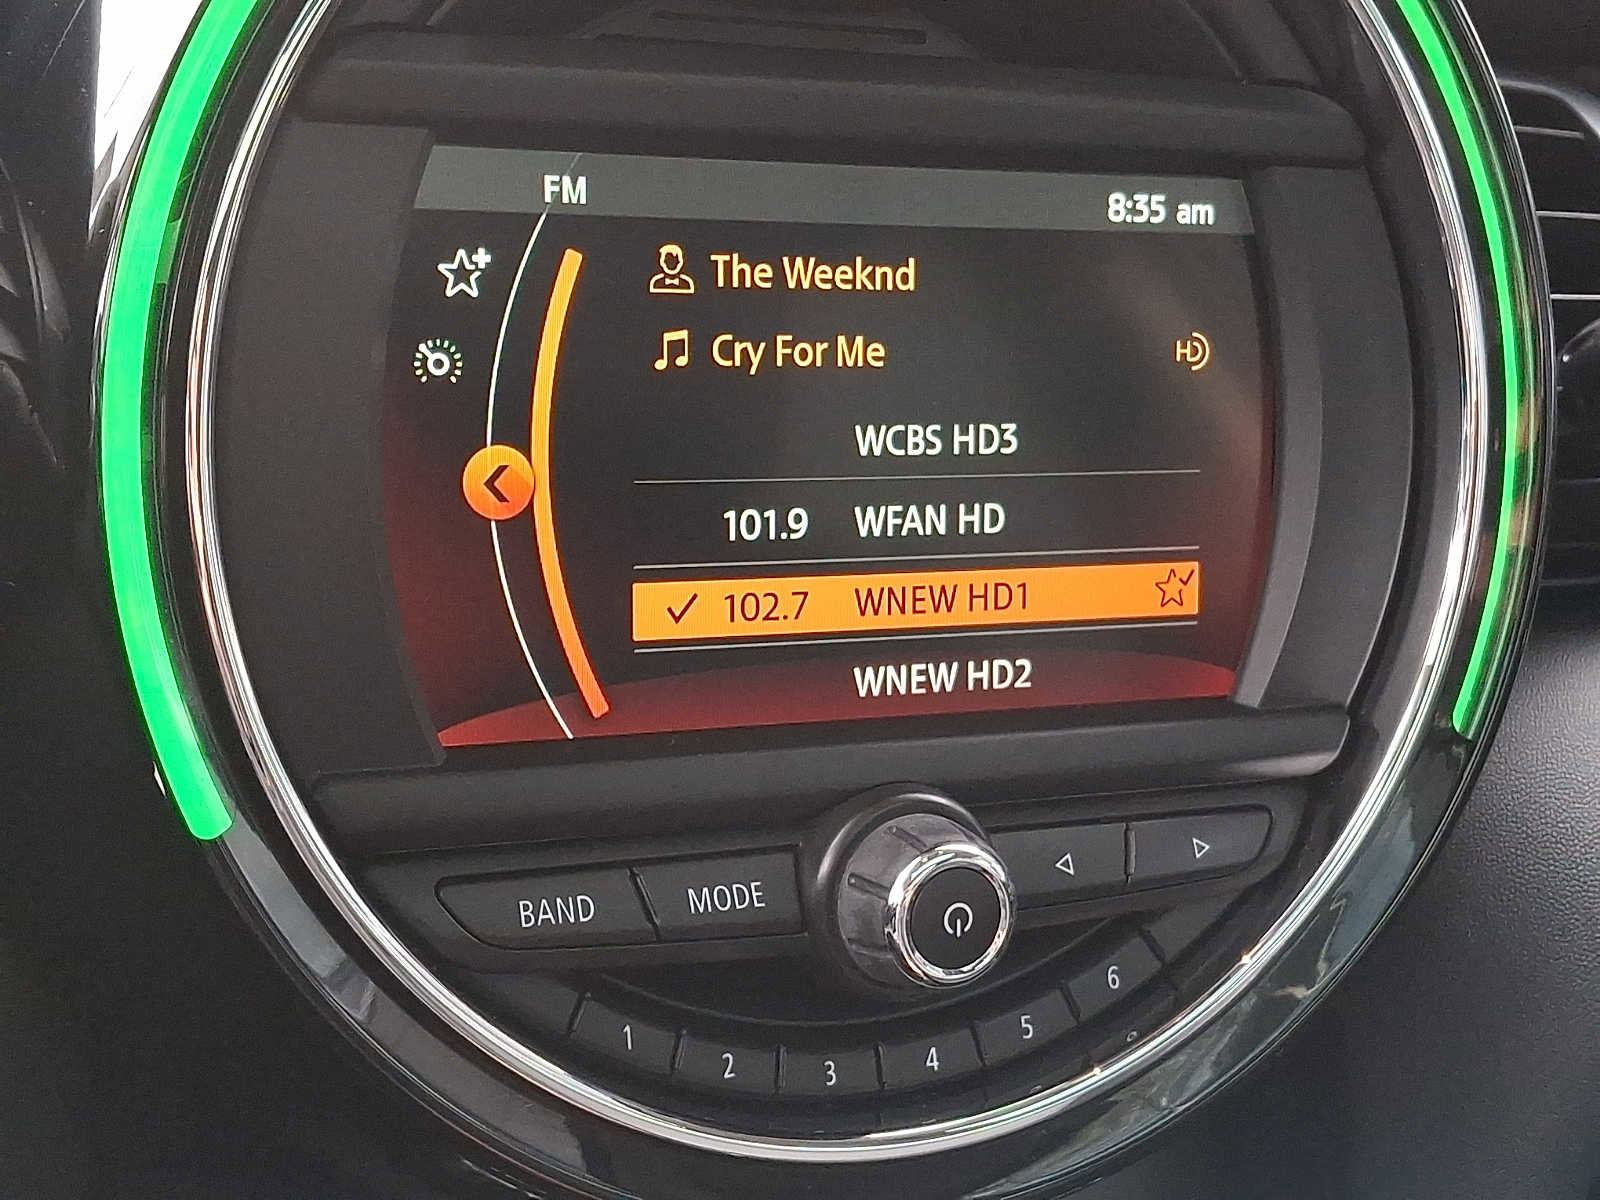 FM 8:35 am
The Weeknd
Cry For Me HD
WCBS HD3
101.9 WFAN HD
102.7 WNEW HD1
WNEW HD2
BAND MODE
1 2 3 4 5 6